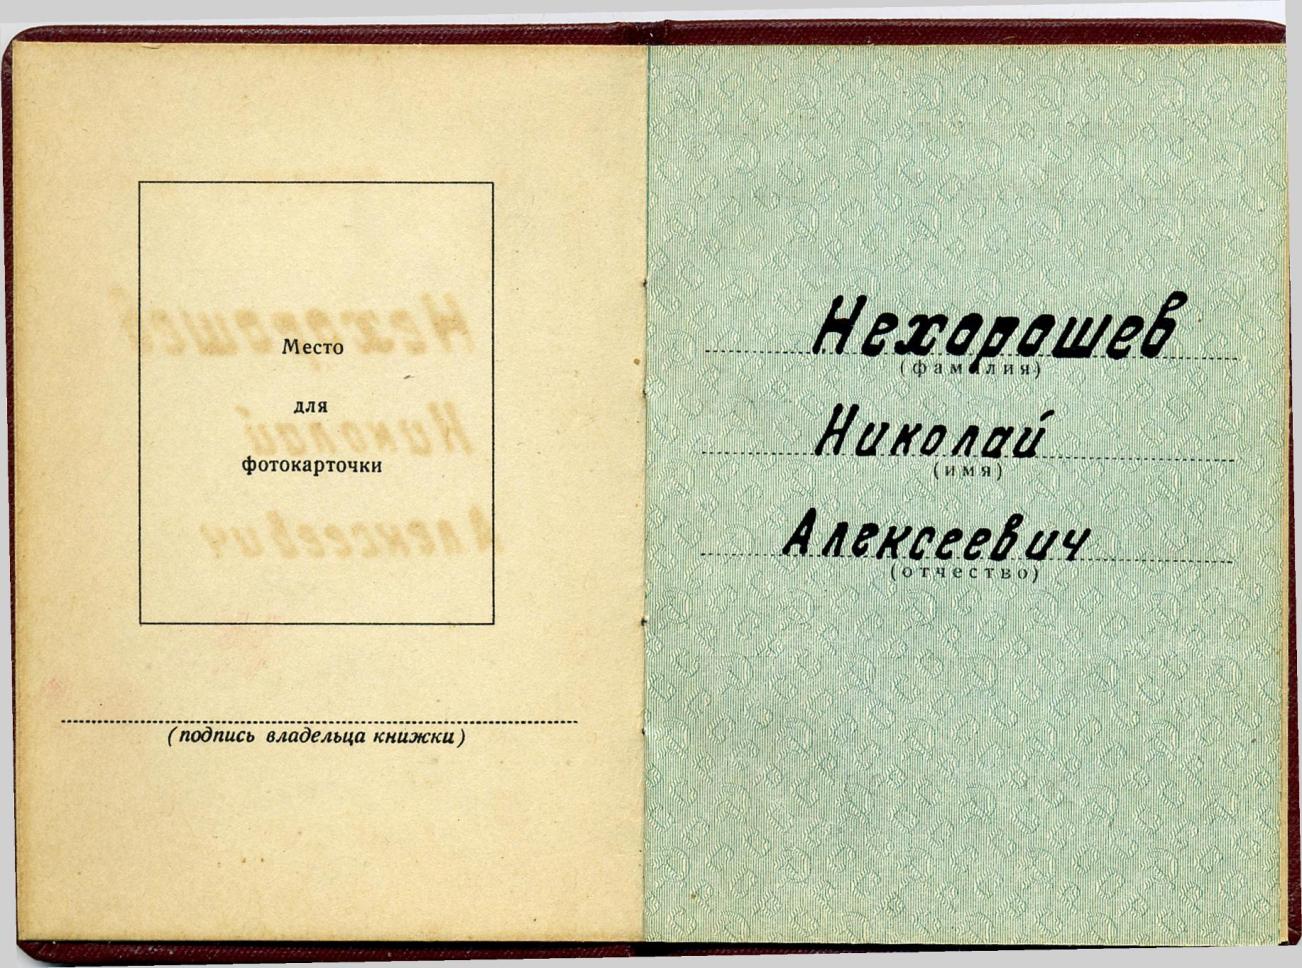 Место
для
фотокарточки
(подпись владельца книжки)
Нехорошев
(фамилия)
Николай
(имя)
Алексеевич
(отчество)